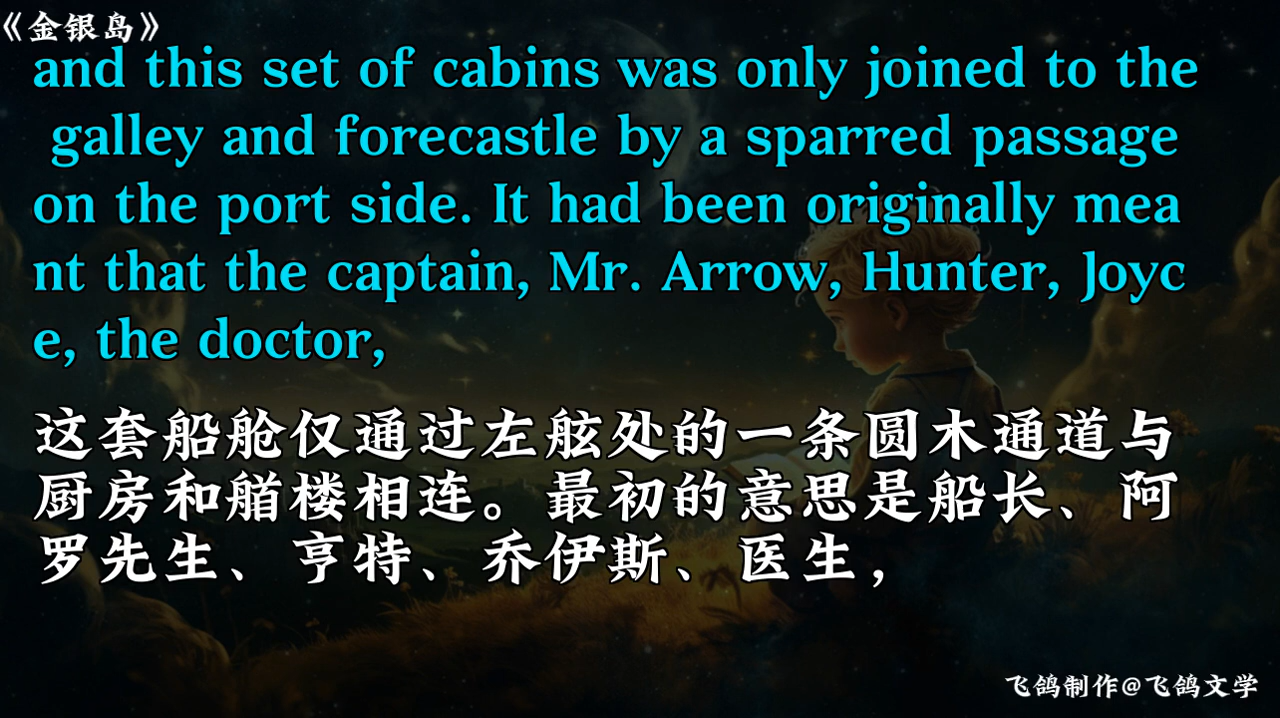 《金银岛》
and this set of cabins was only joined to the
galley and forecastle by a sparred passage
on the port side. It had been originally mea
nt that the captain, Mr. Arrow, Hunter, Joyc
e, the doctor,
这套船舱仅通过左舷处的一条圆木通道与
厨房和艏楼相连。最初的意思是船长、阿
罗先生、亨特、乔伊斯、医生，
飞鸽制作@飞鸽文学